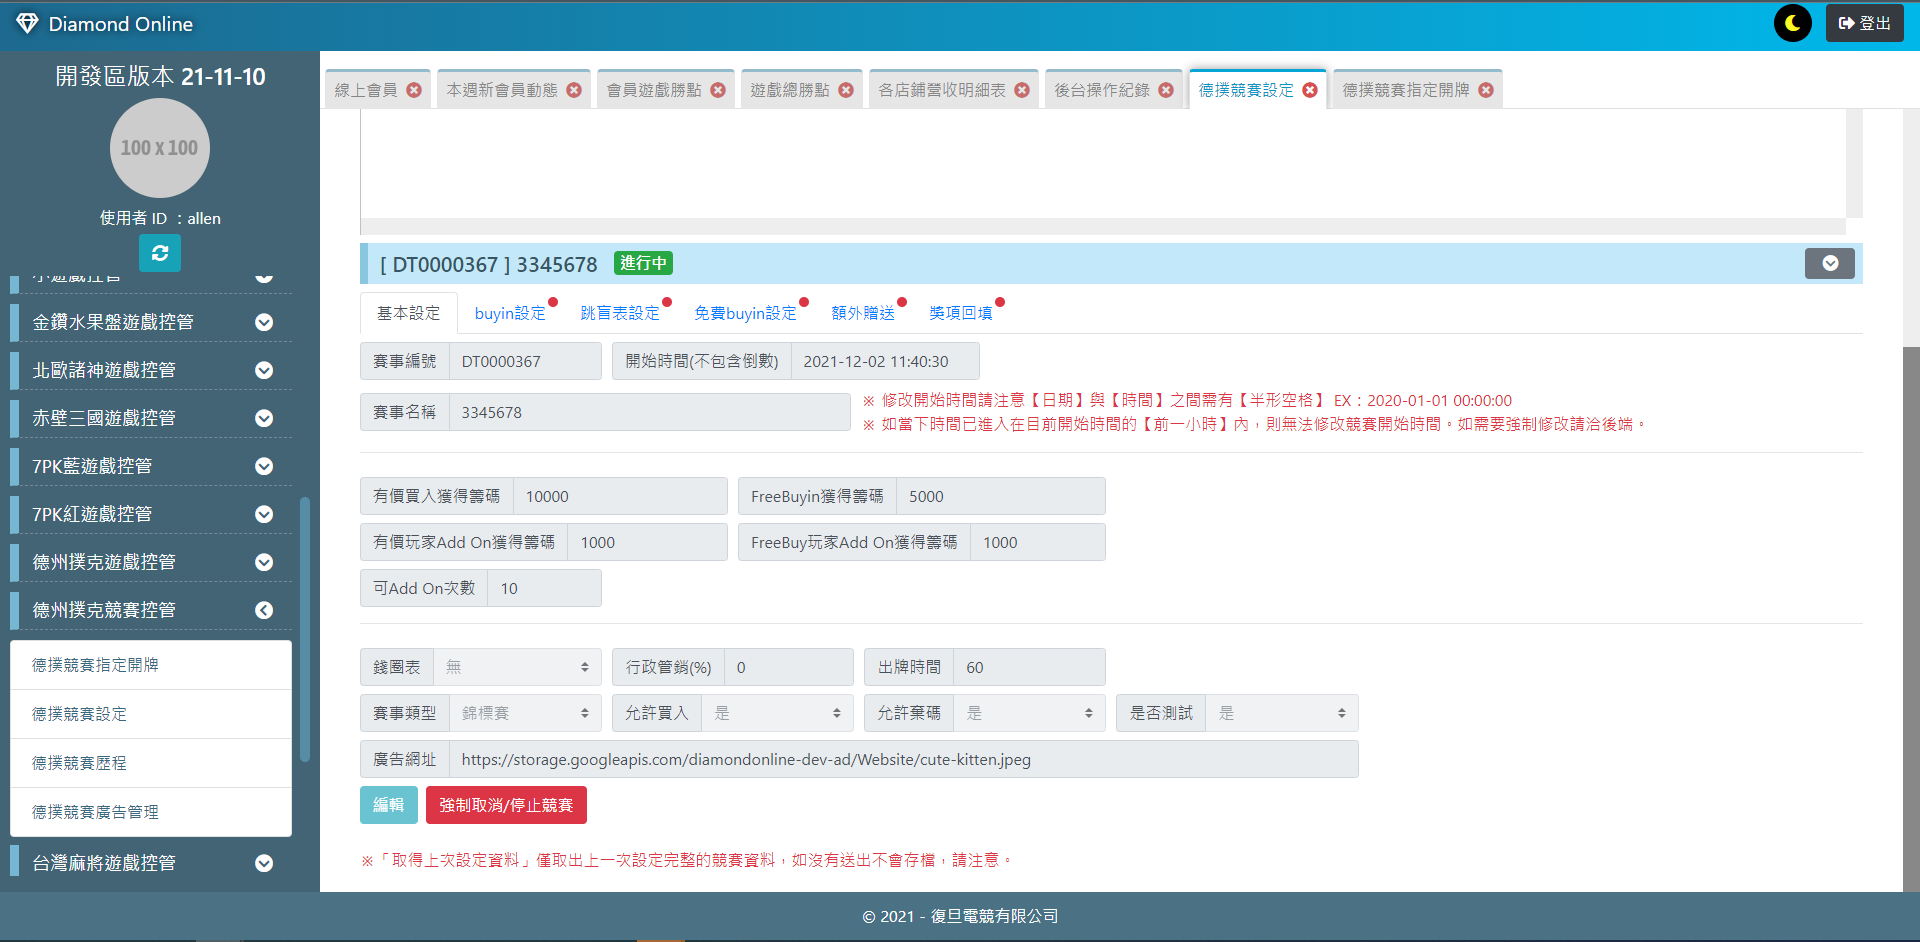 Diamond Online
登出
開發區版本 21-11-10
100 x 100
使用者 ID ：allen
小遊戲控管
金鑽水果盤遊戲控管
北歐諸神遊戲控管
赤壁三國遊戲控管
7PK藍遊戲控管
7PK紅遊戲控管
德州撲克遊戲控管
德州撲克競賽控管
德撲競賽指定開牌
德撲競賽設定
德撲競賽歷程
德撲競賽廣告管理
台灣麻將遊戲控管
線上會員
本週新會員動態
會員遊戲勝點
遊戲總勝點
各店鋪營收明細表
後台操作紀錄
德撲競賽設定
德撲競賽指定開牌
[ DT0000367 ] 3345678 進行中
基本設定
buyin設定
跳盲表設定
免費buyin設定
額外贈送
獎項回填
賽事編號 DT0000367
開始時間(不包含倒數) 2021-12-02 11:40:30
賽事名稱 3345678
※ 修改開始時間請注意【日期】與【時間】之間需有【半形空格】 EX：2020-01-01 00:00:00
※ 如當下時間已進入在目前開始時間的【前一小時】內，則無法修改競賽開始時間。如需要強制修改請洽後端。
有價買入獲得籌碼 10000
FreeBuyin獲得籌碼 5000
有價玩家Add On獲得籌碼 1000
FreeBuy玩家Add On獲得籌碼 1000
可Add On次數 10
錢圈表 無
行政管銷(%) 0
出牌時間 60
賽事類型 錦標賽
允許買入 是
允許棄碼 是
是否測試 是
廣告網址 https://storage.googleapis.com/diamondonline-dev-ad/Website/cute-kitten.jpeg
編輯
強制取消/停止競賽
※「取得上次設定資料」僅取出上一次設定完整的競賽資料，如沒有送出不會存檔，請注意。
© 2021 - 復旦電競有限公司